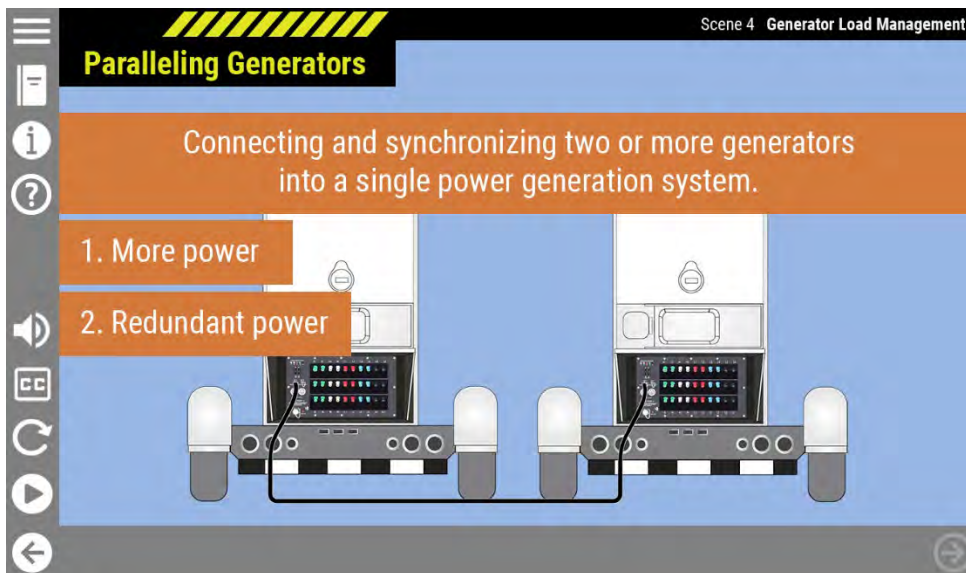 Scene 4 Generator Load Management
Paralleling Generators
Connecting and synchronizing two or more generators
into a single power generation system.
1. More power
2. Redundant power
CC